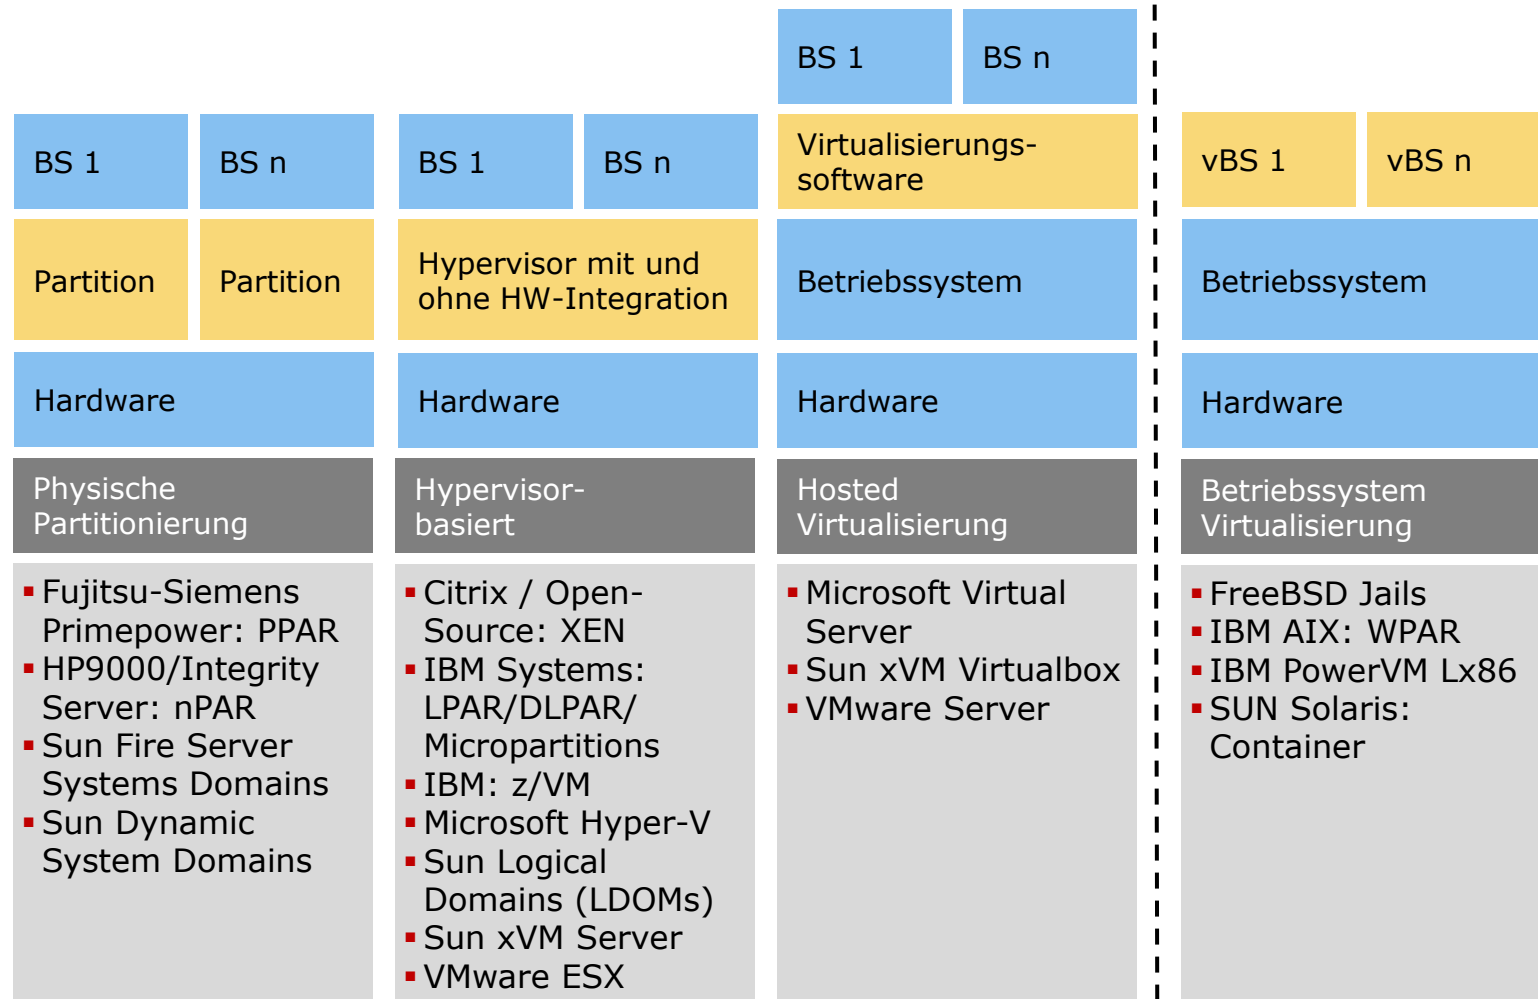 BS 1
BS n
Partition
Partition
Hardware
Physische
Partitionierung
Fujitsu-Siemens
Primepower: PPAR
HP9000/Integrity
Server: nPAR
Sun Fire Server
Systems Domains
Sun Dynamic
System Domains
BS 1
BS n
Hypervisor mit und
ohne HW-Integration
Hardware
Hypervisor-
basiert
Citrix / Open-
Source: XEN
IBM Systems:
LPAR/DLPAR/
Micropartitions
IBM: z/VM
Microsoft Hyper-V
Sun Logical
Domains (LDOMs)
Sun xVM Server
VMware ESX
BS 1
BS n
Virtualisierungs-
software
Betriebssystem
Hardware
Hosted
Virtualisierung
Microsoft Virtual
Server
Sun xVM Virtualbox
VMware Server
vBS 1
vBS n
Betriebssystem
Hardware
Betriebssystem
Virtualisierung
FreeBSD Jails
IBM AIX: WPAR
IBM PowerVM Lx86
SUN Solaris:
Container